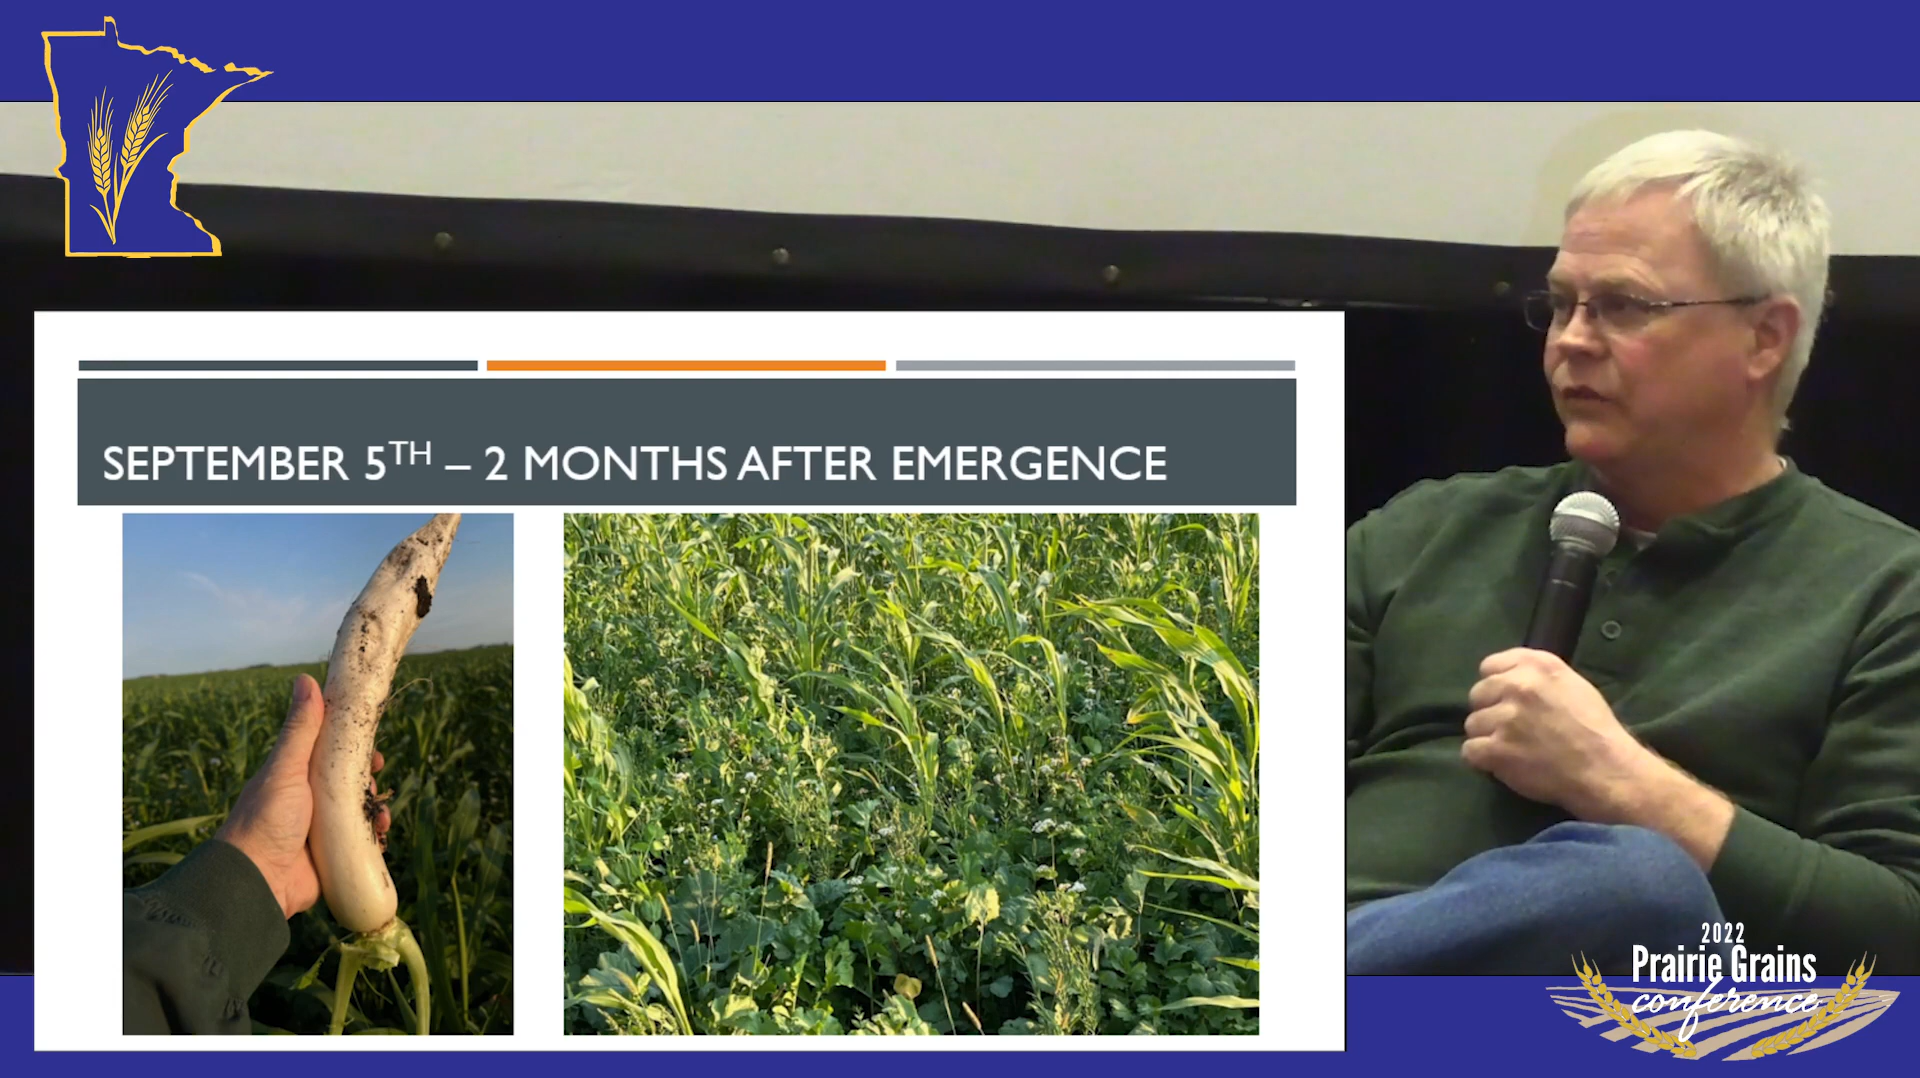 SEPTEMBER 5TH – 2 MONTHS AFTER EMERGENCE
2022
Prairie Grains
conference